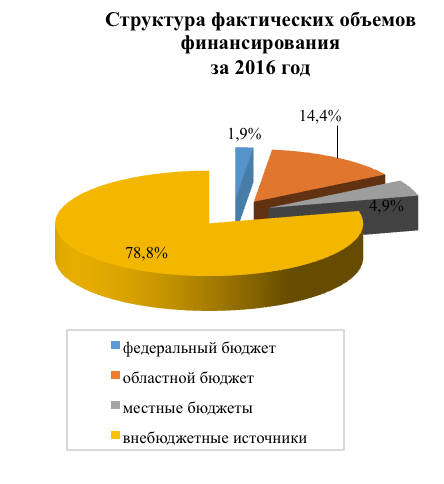 Структура фактических объемов
финансирования
за 2016 год
14,4%
1,9%
4,9%
78,8%
федеральный бюджет
областной бюджет
местные бюджеты
внебюджетные источники